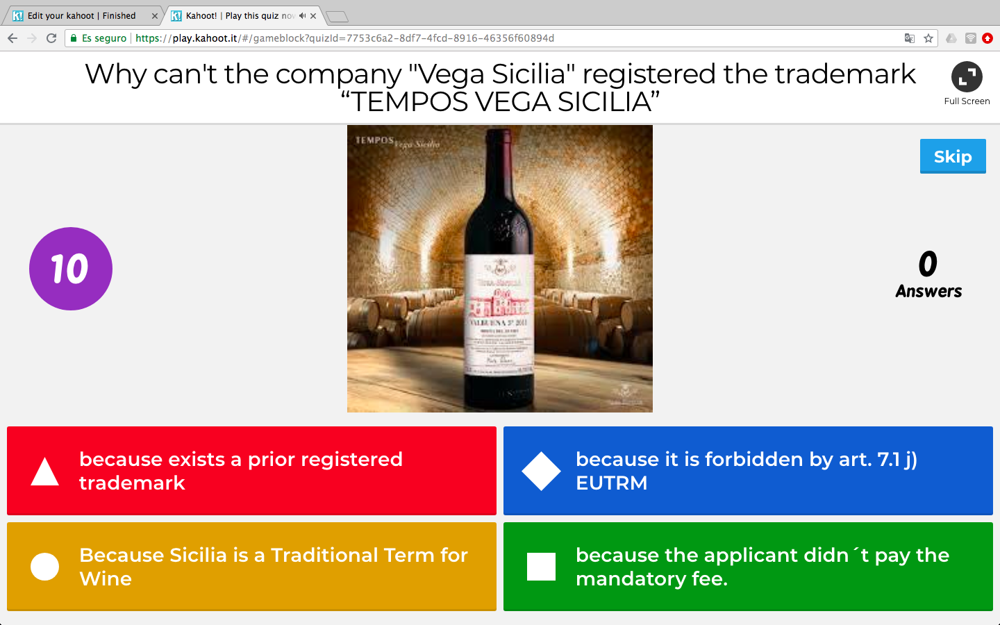 Edit your kahoot | Finished
Kahoot! | Play this quiz now
Es seguro
https://play.kahoot.it/#/gameblock?quizId=7753c6a2-8df7-4fcd-8916-46356f60894d
Why can't the company "Vega Sicilia" registered the trademark
“TEMPOS VEGA SICILIA”
Full Screen
TEMPOS Vega Sicilia
Skip
10
0
Answers
VALBUENA 5º 2011
because exists a prior registered
trademark
because it is forbidden by art. 7.1 j)
EUTRM
Because Sicilia is a Traditional Term for
Wine
because the applicant didn´t pay the
mandatory fee.